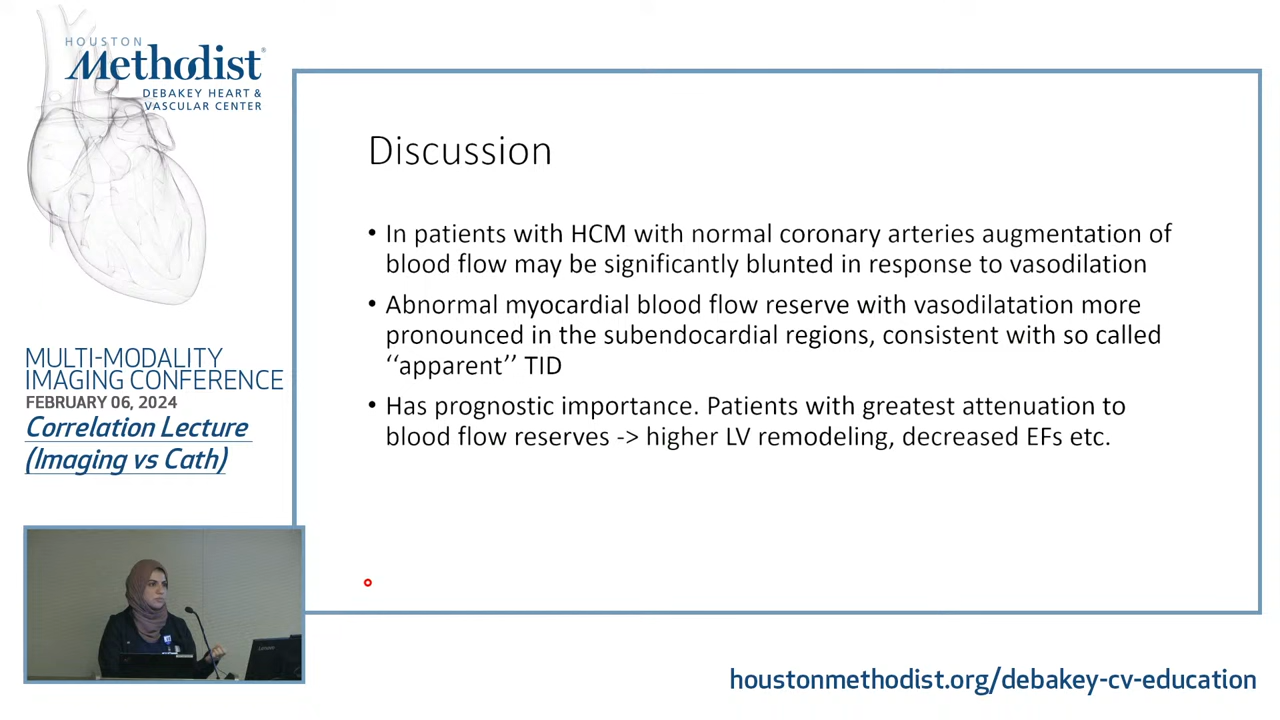 HOUSTON
Methodist®
DEBAKEY HEART &
VASCULAR CENTER
MULTI-MODALITY
IMAGING CONFERENCE
FEBRUARY 06, 2024
Correlation Lecture
(Imaging vs Cath)
Discussion
• In patients with HCM with normal coronary arteries augmentation of
blood flow may be significantly blunted in response to vasodilation
• Abnormal myocardial blood flow reserve with vasodilatation more
pronounced in the subendocardial regions, consistent with so called
‘‘apparent’’ TID
• Has prognostic importance. Patients with greatest attenuation to
blood flow reserves -> higher LV remodeling, decreased EFs etc.
Lenovo
houstonmethodist.org/debakey-cv-education